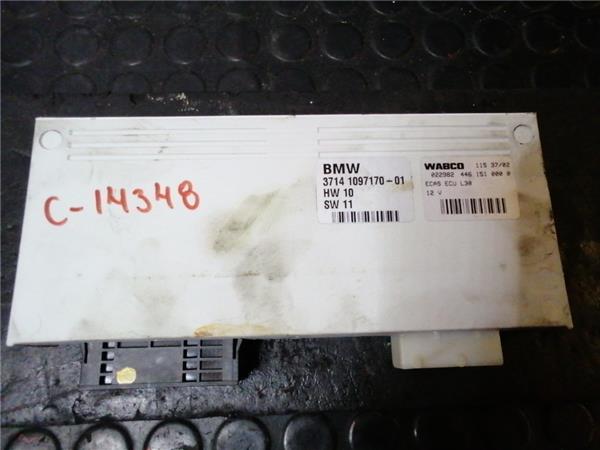 C-14348
BMW
3714 1097170-01
HW 10
SW 11
WABCO 115 37/02
022982 446 151 000 0
ECAS ECU L30
12 V